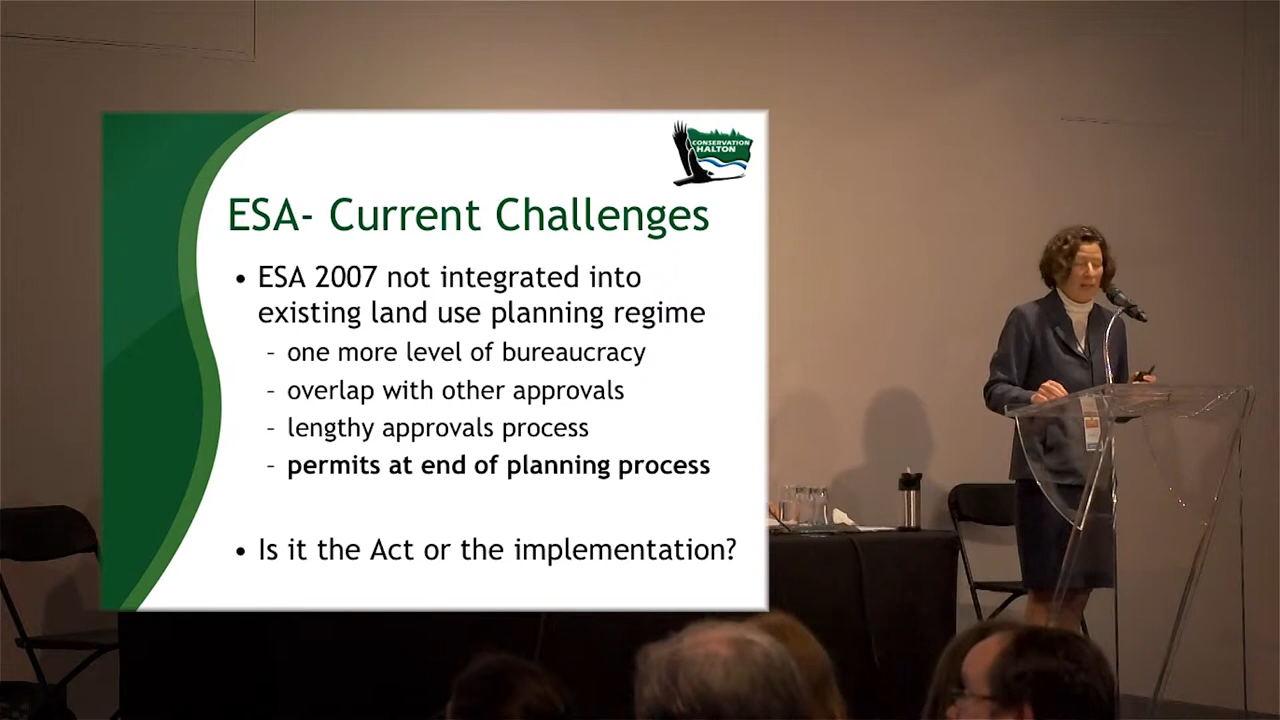 CONSERVATION
HALTON
ESA- Current Challenges
• ESA 2007 not integrated into
existing land use planning regime
- one more level of bureaucracy
- overlap with other approvals
- lengthy approvals process
- permits at end of planning process
• Is it the Act or the implementation?